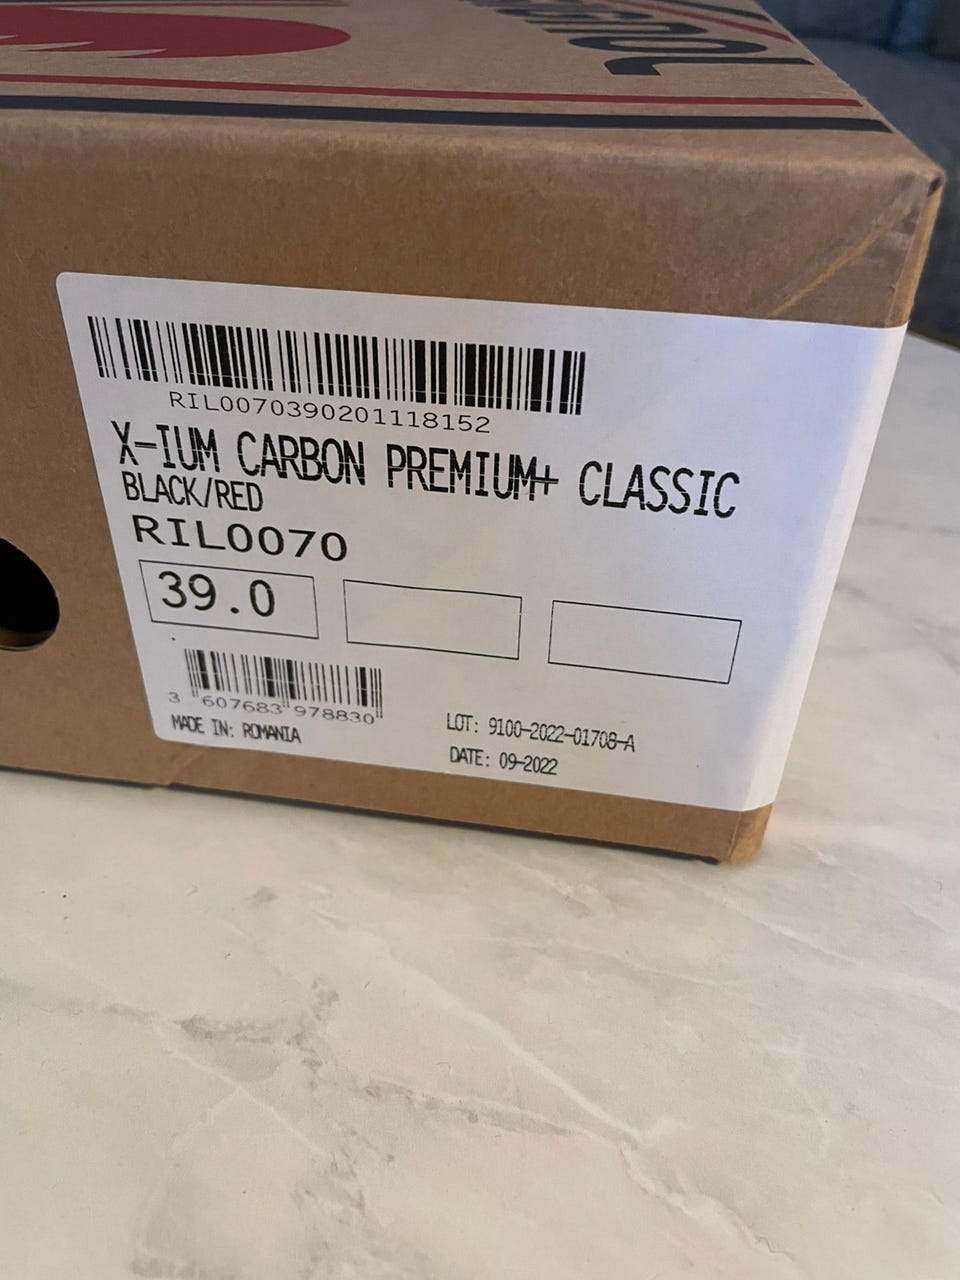 RIL0070390201118152
X-IUM CARBON PREMIUM+ CLASSIC
BLACK/RED
RIL0070
39.0
3 607683 978830
MADE IN: ROMANIA
LOT: 9100-2022-01708-A
DATE: 09-2022